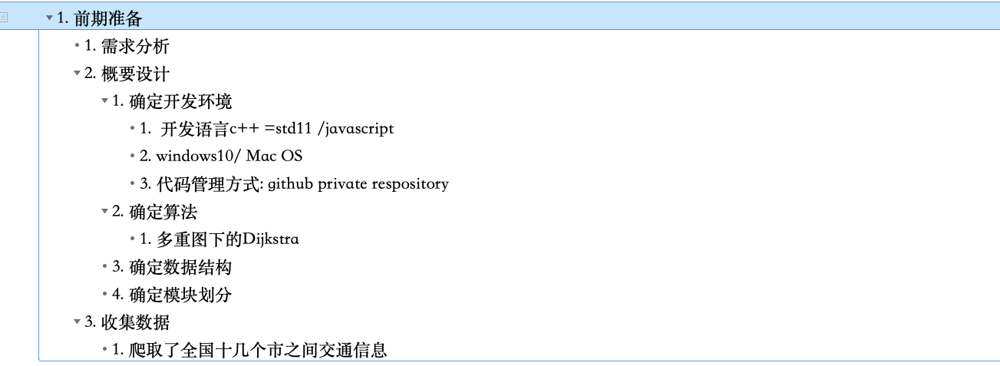 1. 前期准备
1. 需求分析
2. 概要设计
1. 确定开发环境
1. 开发语言c++ =std11 /javascript
2. windows10/ Mac OS
3. 代码管理方式: github private respository
2. 确定算法
1. 多重图下的Dijkstra
3. 确定数据结构
4. 确定模块划分
3. 收集数据
1. 爬取了全国十几个市之间交通信息